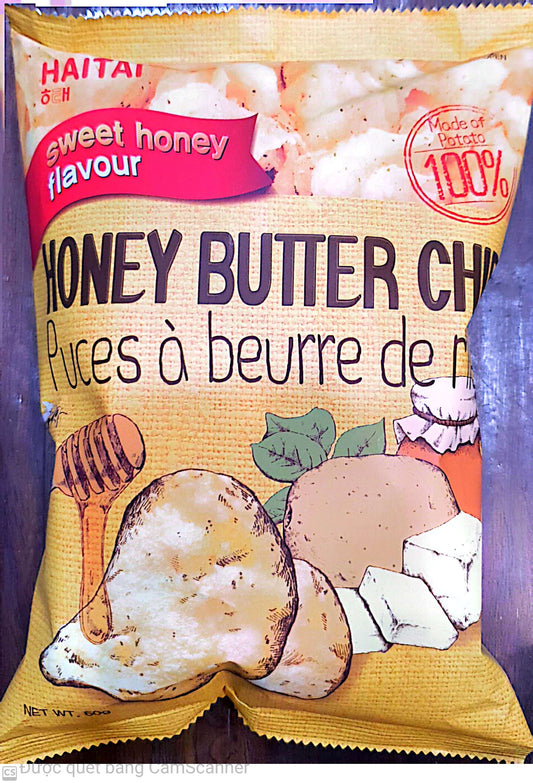 HAITAI
해태
sweet honey
flavour
Made of
Potato
100%
HONEY BUTTER CHI
Puces à beurre de
NET WT. 60g
CS Được quét bằng CamScanner